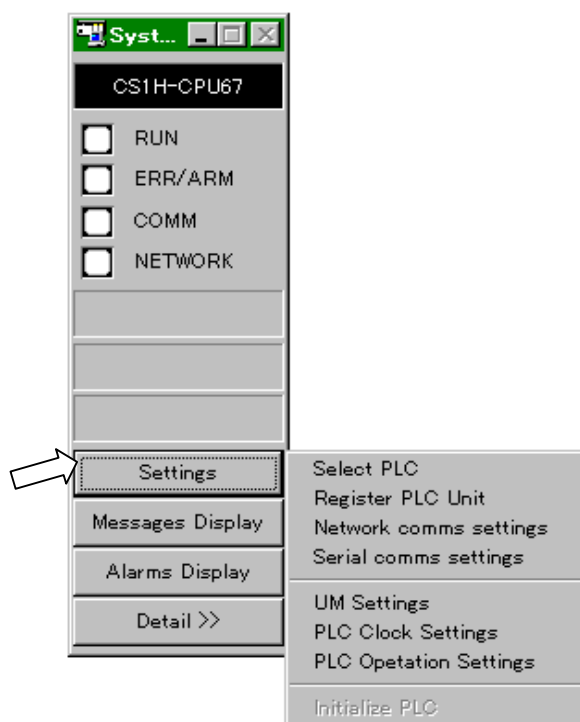 Syst...
CS1H-CPU67
RUN
ERR/ARM
COMM
NETWORK
Settings
Messages Display
Alarms Display
Detail >>
Select PLC
Register PLC Unit
Network comms settings
Serial comms settings
UM Settings
PLC Clock Settings
PLC Opetation Settings
Initialize PLC